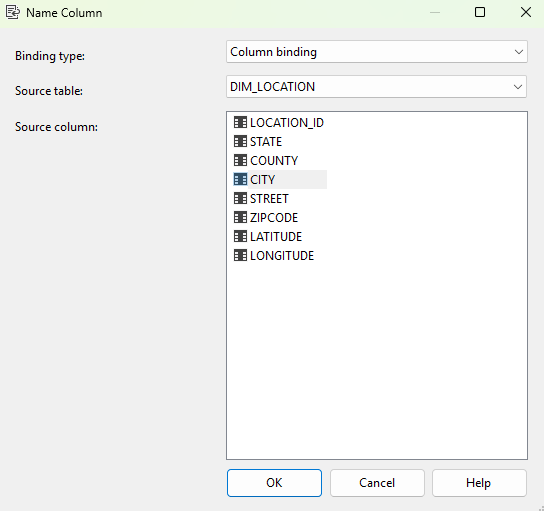 Name Column
Binding type:
Column binding
Source table:
DIM_LOCATION
Source column:
LOCATION_ID
STATE
COUNTY
CITY
STREET
ZIPCODE
LATITUDE
LONGITUDE
OK
Cancel
Help